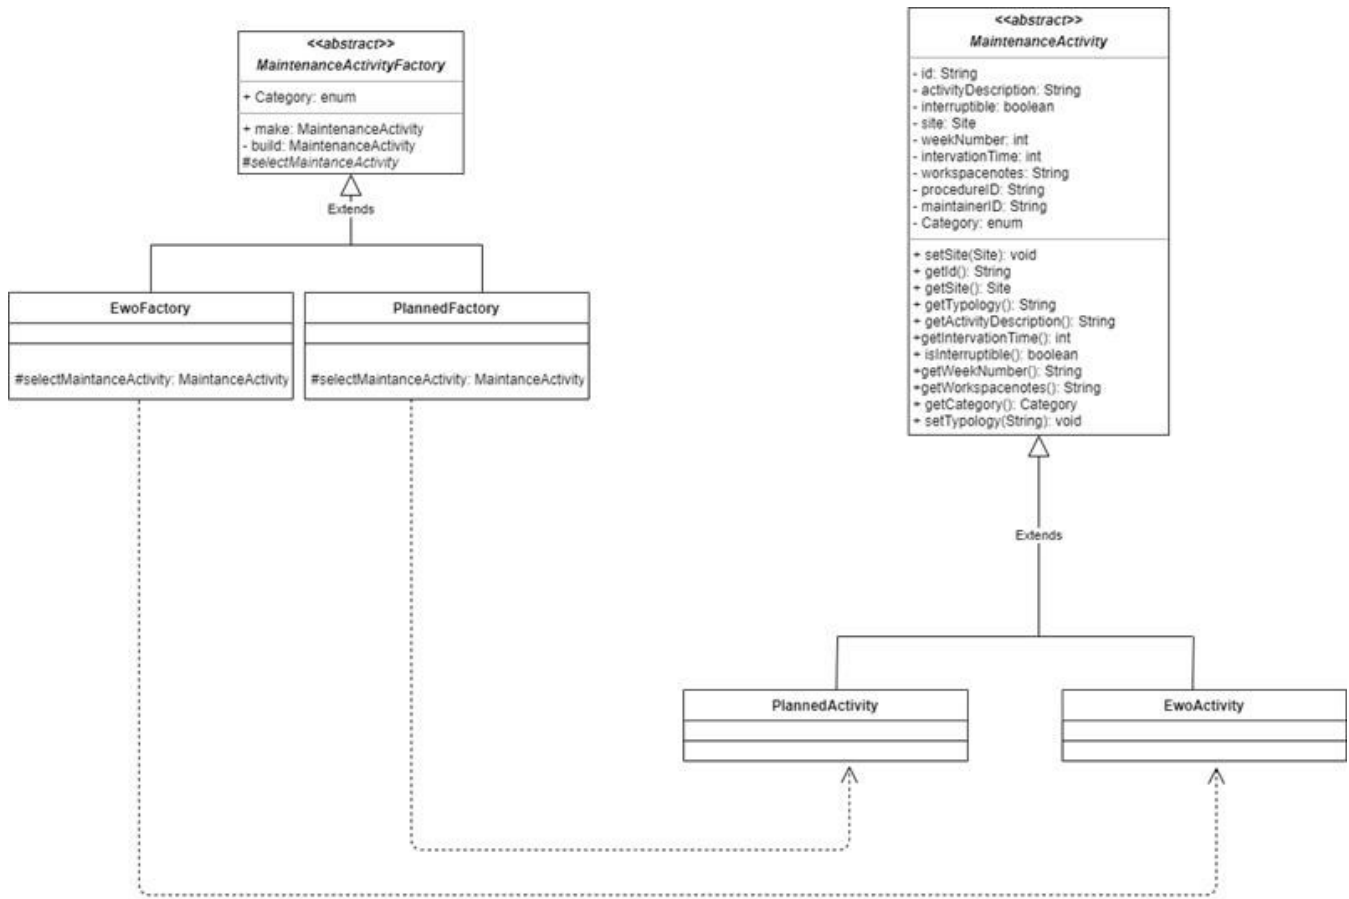 <<abstract>>
MaintenanceActivityFactory
+ Category: enum
+ make: MaintenanceActivity
- build: MaintenanceActivity
#selectMaintanceActivity
Extends
EwoFactory
#selectMaintanceActivity: MaintanceActivity
PlannedFactory
#selectMaintanceActivity: MaintanceActivity
<<abstract>>
MaintenanceActivity
- id: String
- activityDescription: String
- interruptible: boolean
- site: Site
- weekNumber: int
- intervationTime: int
- workspacenotes: String
- procedureID: String
- maintainerID: String
- Category: enum
+ setSite(Site): void
+ getId(): String
+ getSite(): Site
+ getTypology(): String
+ getActivityDescription(): String
+getIntervationTime(): int
+ isInterruptible(): boolean
+getWeekNumber(): String
+getWorkspacenotes(): String
+ getCategory(): Category
+ setTypology(String): void
Extends
PlannedActivity
EwoActivity